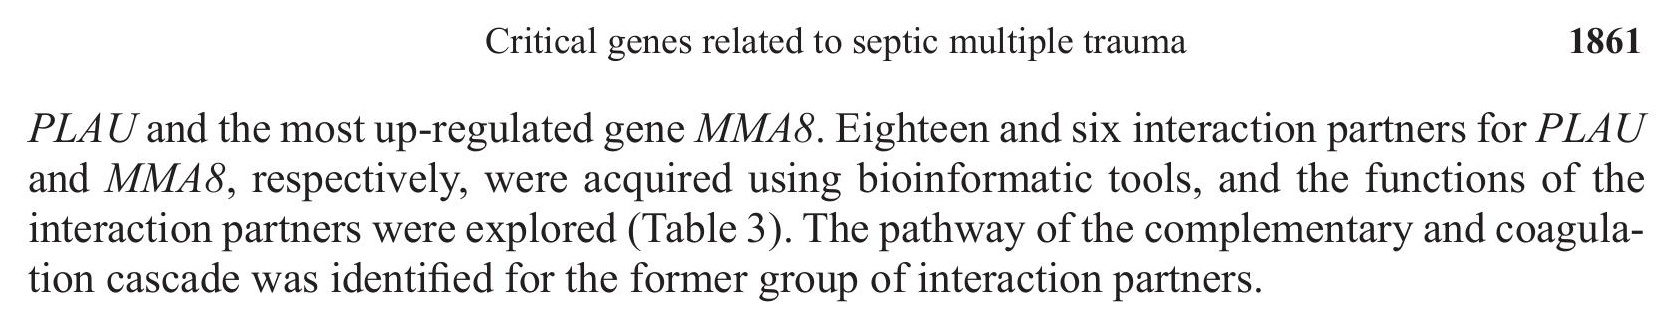 Critical genes related to septic multiple trauma 1861
PLAU and the most up-regulated gene MMA8. Eighteen and six interaction partners for PLAU
and MMA8, respectively, were acquired using bioinformatic tools, and the functions of the
interaction partners were explored (Table 3). The pathway of the complementary and coagula-
tion cascade was identified for the former group of interaction partners.